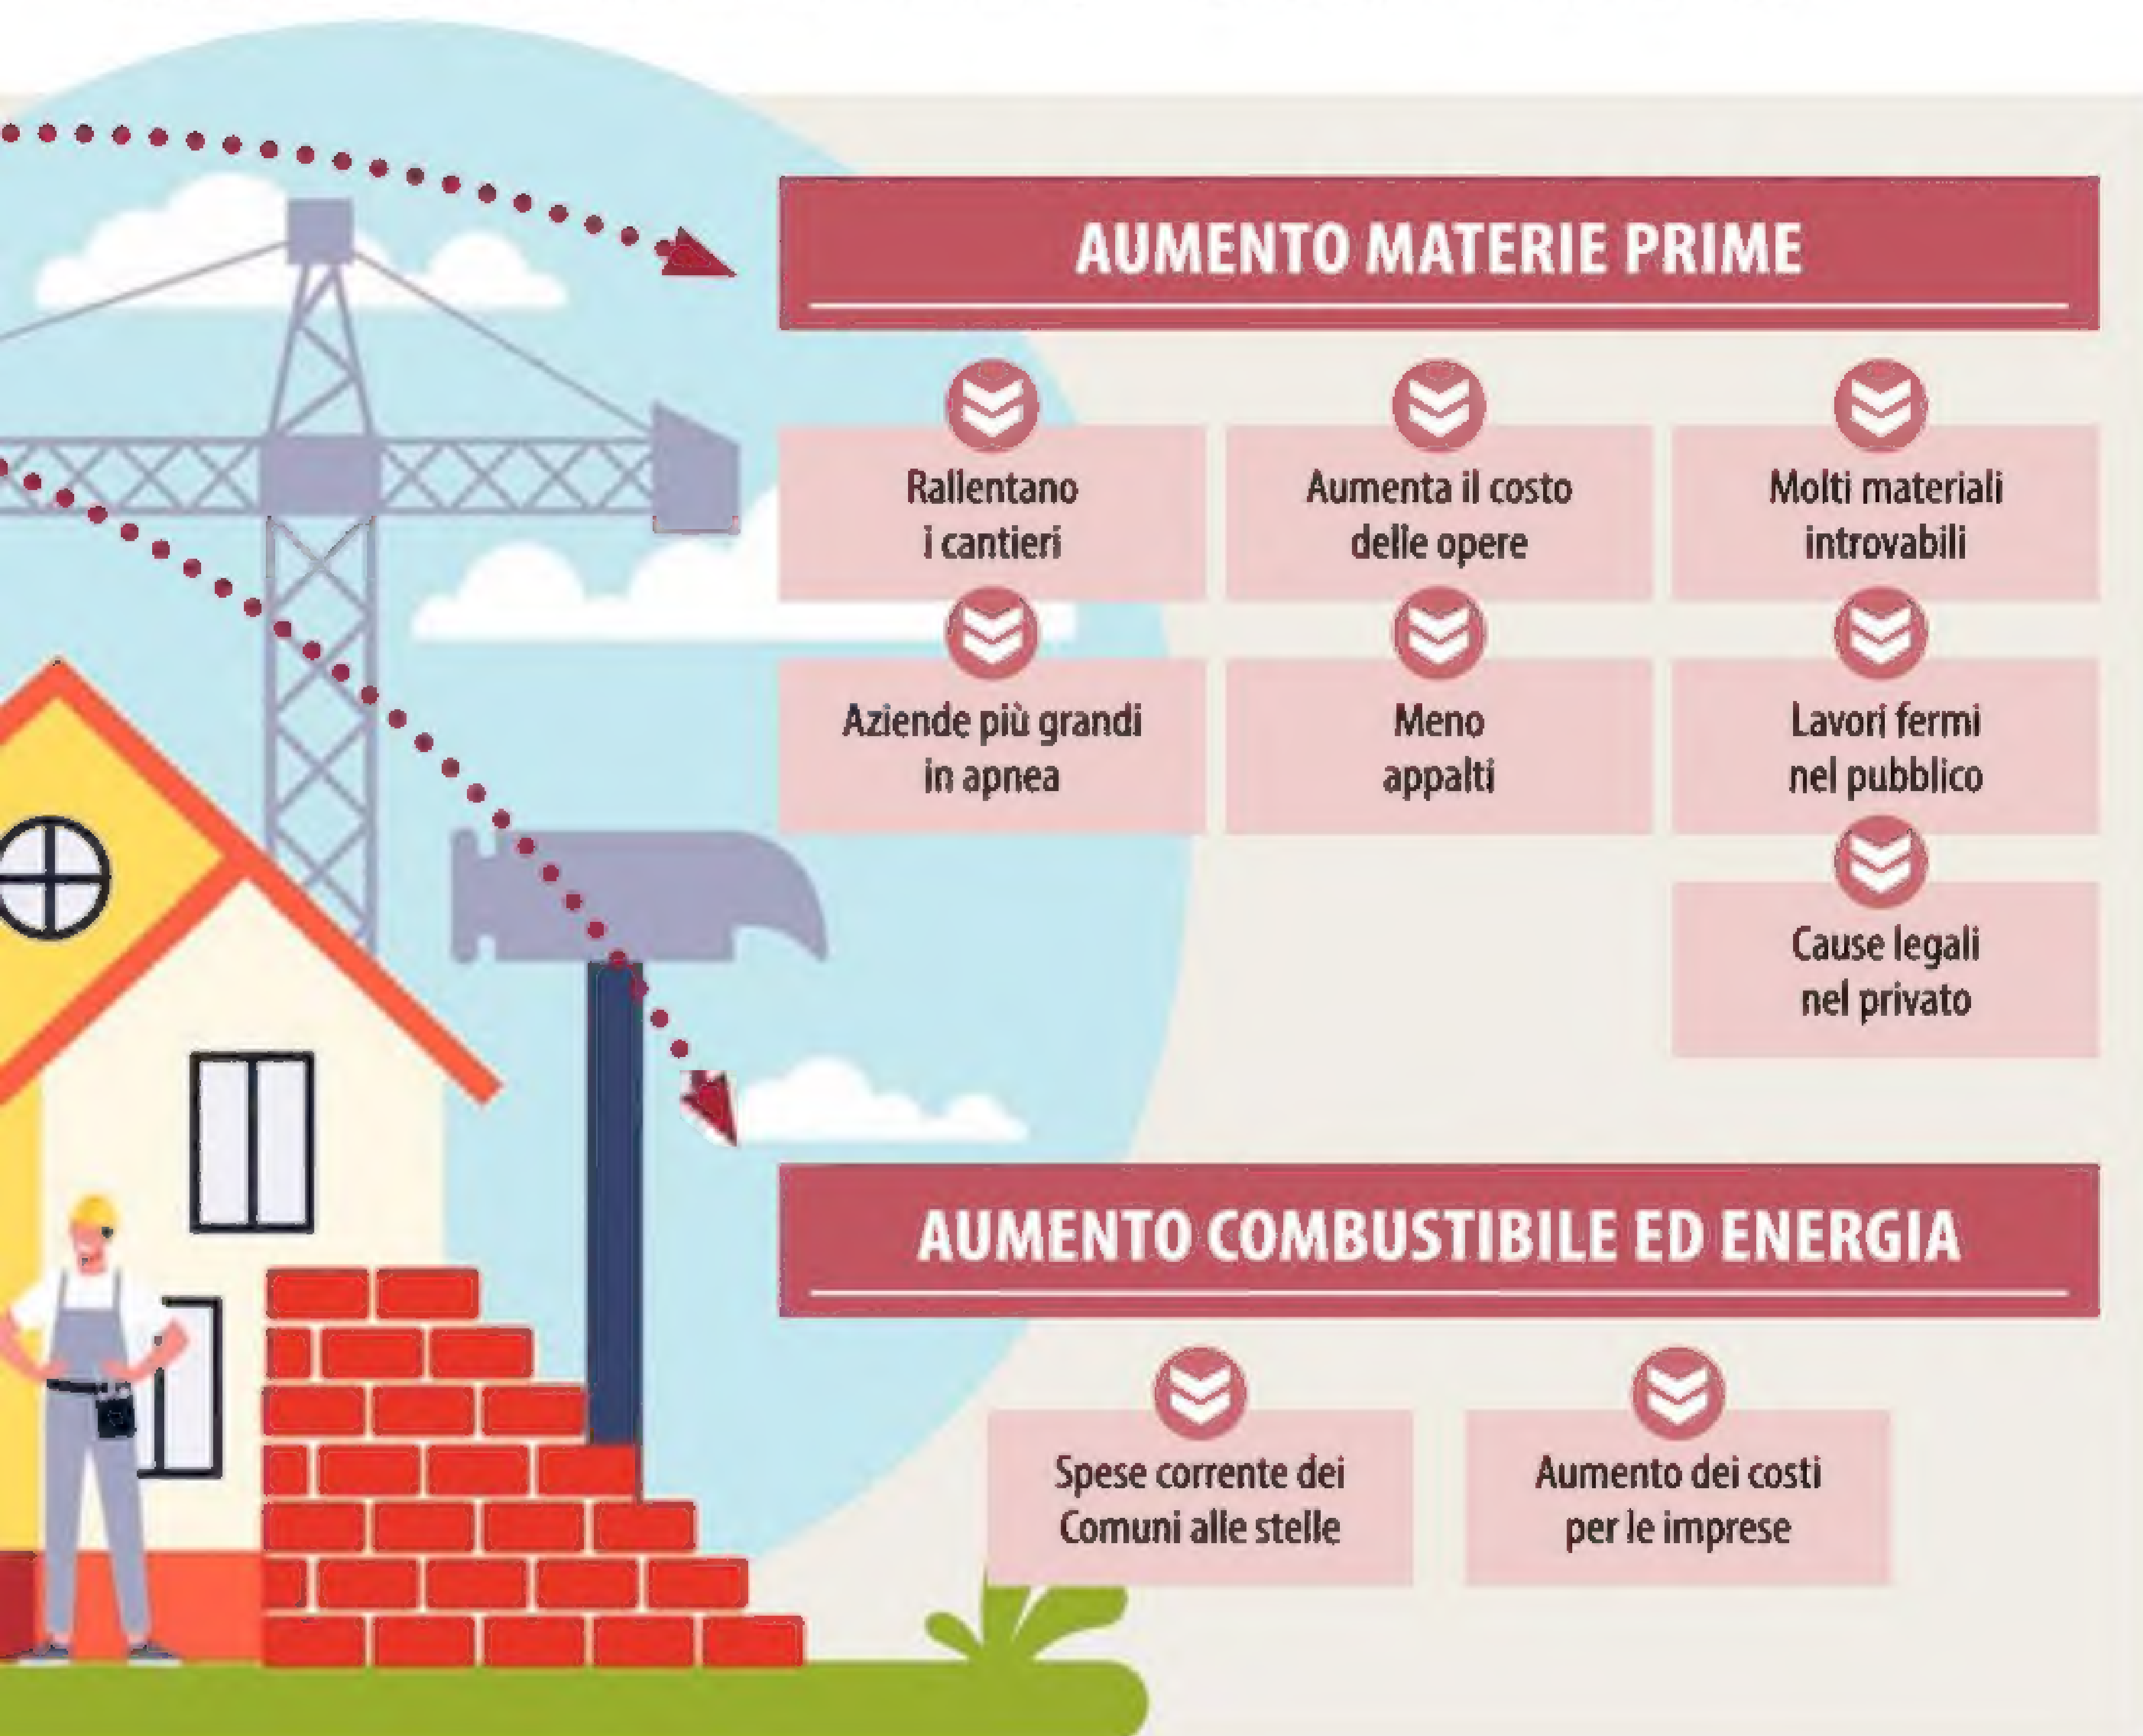 AUMENTO MATERIE PRIME
Rallentano
i cantieri
Aumenta il costo
delle opere
Molti materiali
introvabili
Aziende più grandi
in apnea
Meno
appalti
Lavori fermi
nel pubblico
Cause legali
nel privato
AUMENTO COMBUSTIBILE ED ENERGIA
Spese corrente dei
Comuni alle stelle
Aumento dei costi
per le imprese